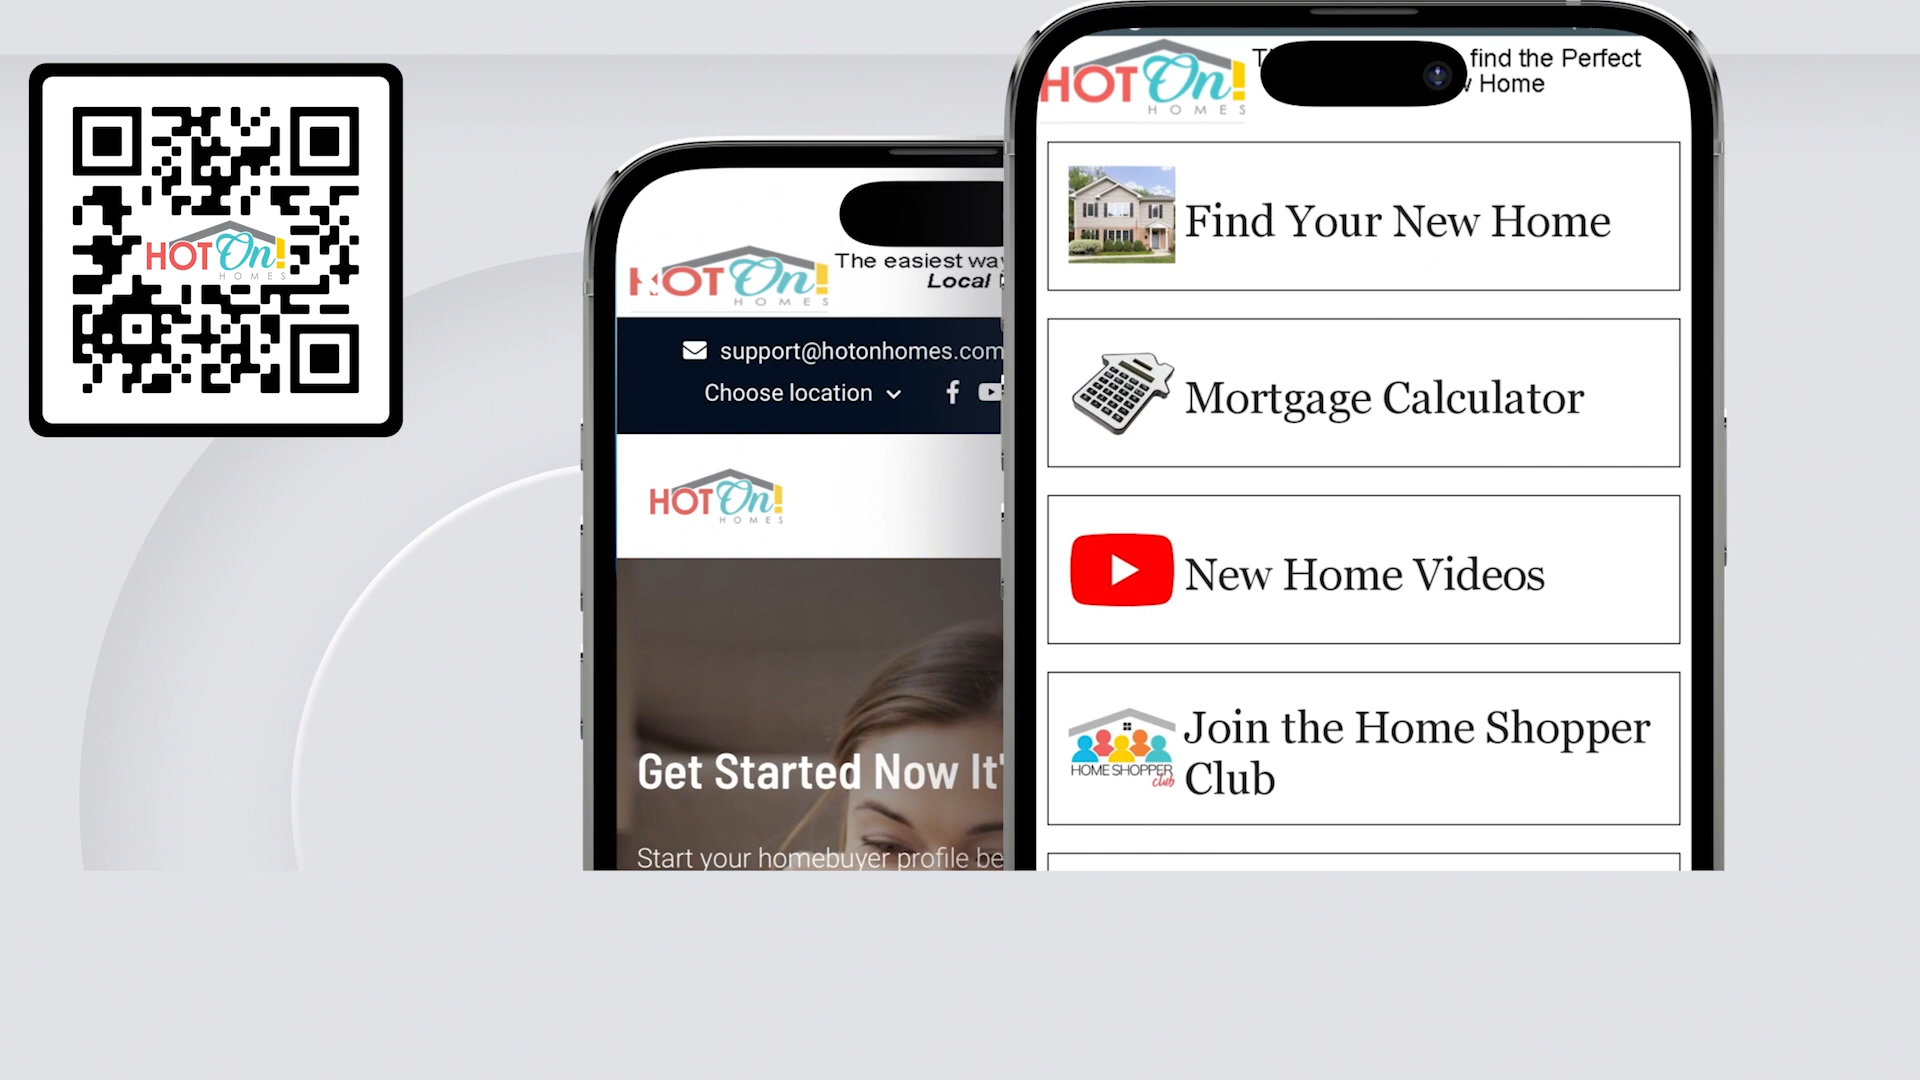 HOT On!
HOMES
HOT On!
HOMES
The easiest way
Local
support@hotonhomes.com
Choose location
HOT On!
HOMES
Get Started Now It'
Start your homebuyer profile be
HOT On!
HOMES
find the Perfect
Home
Find Your New Home
Mortgage Calculator
New Home Videos
HOME SHOPPER
club
Join the Home Shopper
Club